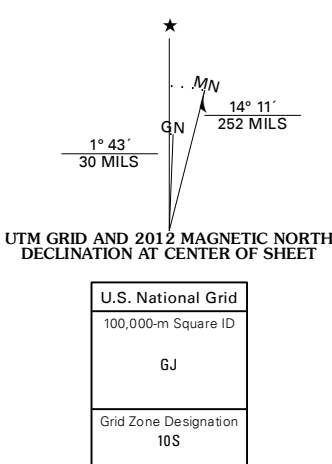 MN
GN
14° 11´
252 MILS
1° 43´
30 MILS
UTM GRID AND 2012 MAGNETIC NORTH
DECLINATION AT CENTER OF SHEET
U.S. National Grid
100,000-m Square ID
GJ
Grid Zone Designation
10S